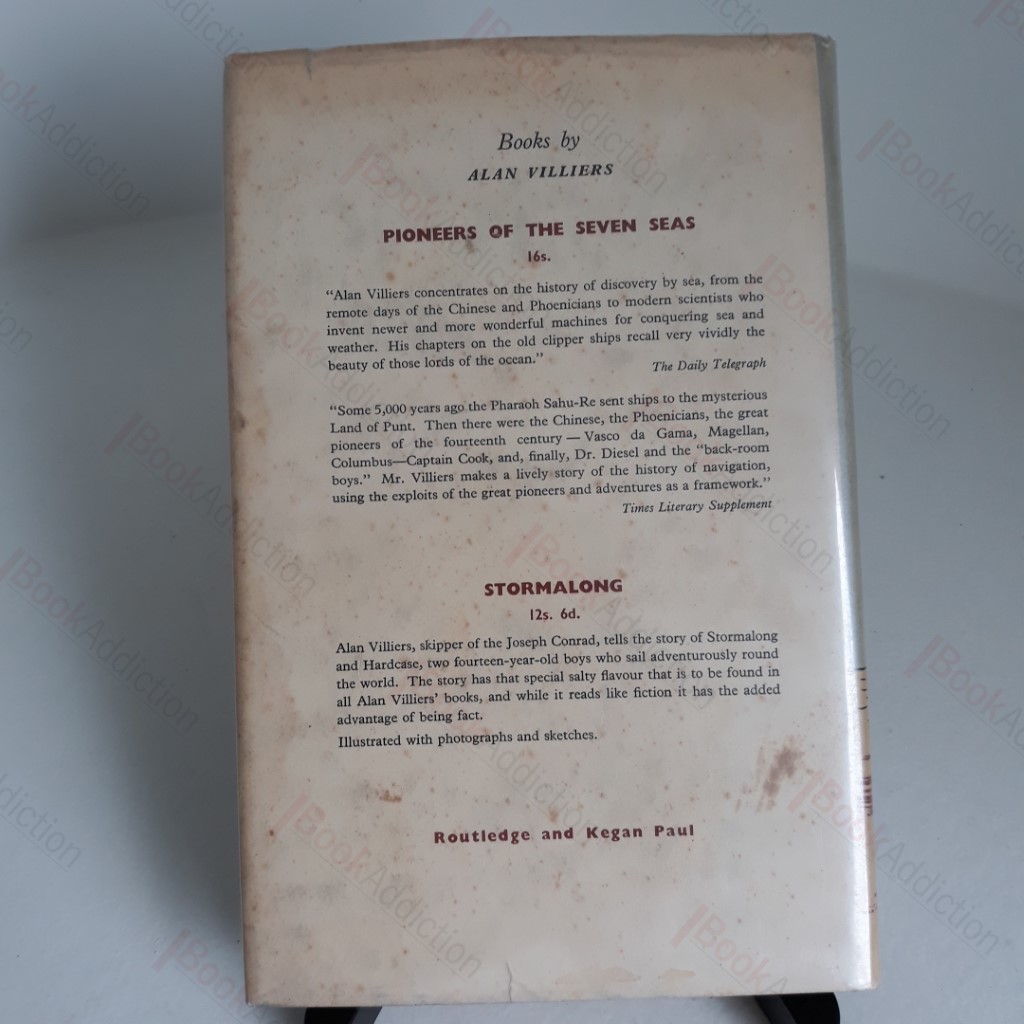 Books by
ALAN VILLIERS
PIONEERS OF THE SEVEN SEAS
16s.
“Alan Villiers concentrates on the history of discovery by sea, from the
remote days of the Chinese and Phoenicians to modern scientists who
invent newer and more wonderful machines for conquering sea and
weather. His chapters on the old clipper ships recall very vividly the
beauty of those lords of the ocean.”
The Daily Telegraph
“Some 5,000 years ago the Pharaoh Sahu-Re sent ships to the mysterious
Land of Punt. Then there were the Chinese, the Phoenicians, the great
pioneers of the fourteenth century — Vasco da Gama, Magellan,
Columbus—Captain Cook, and, finally, Dr. Diesel and the “back-room
boys.” Mr. Villiers makes a lively story of the history of navigation,
using the exploits of the great pioneers and adventures as a framework.”
Times Literary Supplement
STORMALONG
12s. 6d.
Alan Villiers, skipper of the Joseph Conrad, tells the story of Stormalong
and Hardcase, two fourteen-year-old boys who sail adventurously round
the world. The story has that special salty flavour that is to be found in
all Alan Villiers’ books, and while it reads like fiction it has the added
advantage of being fact.
Illustrated with photographs and sketches.
Routledge and Kegan Paul
BookAddiction